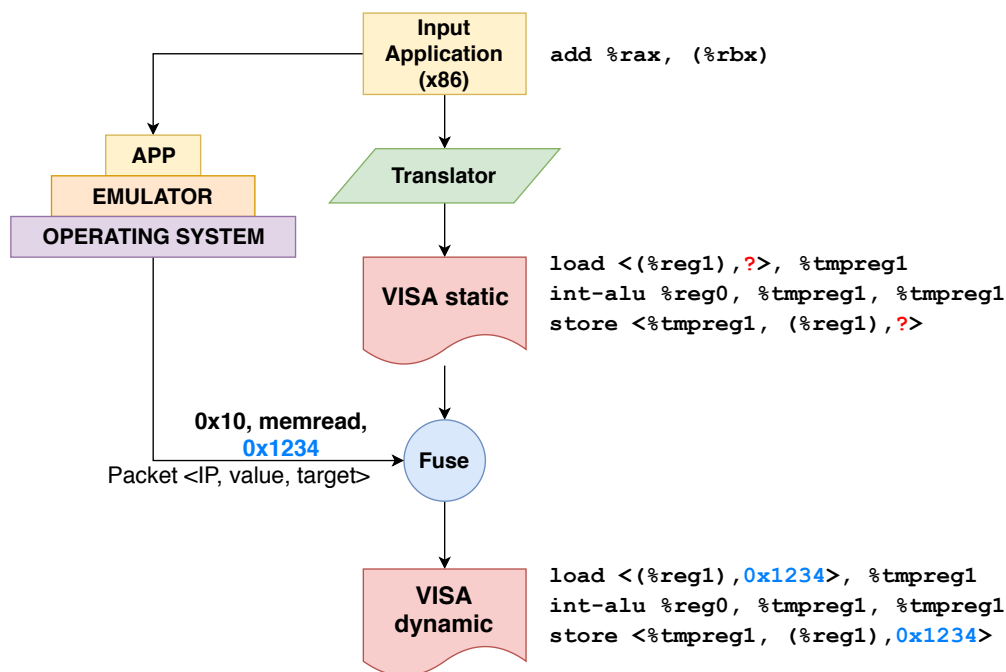 Input
Application
(x86)
add %rax, (%rbx)
APP
EMULATOR
OPERATING SYSTEM
Translator
VISA static
load <(%reg1),?>, %tmpreg1
int-alu %reg0, %tmpreg1, %tmpreg1
store <%tmpreg1, (%reg1),?>
0x10, memread,
0x1234
Packet <IP, value, target>
Fuse
VISA
dynamic
load <(%reg1),0x1234>, %tmpreg1
int-alu %reg0, %tmpreg1, %tmpreg1
store <%tmpreg1, (%reg1),0x1234>